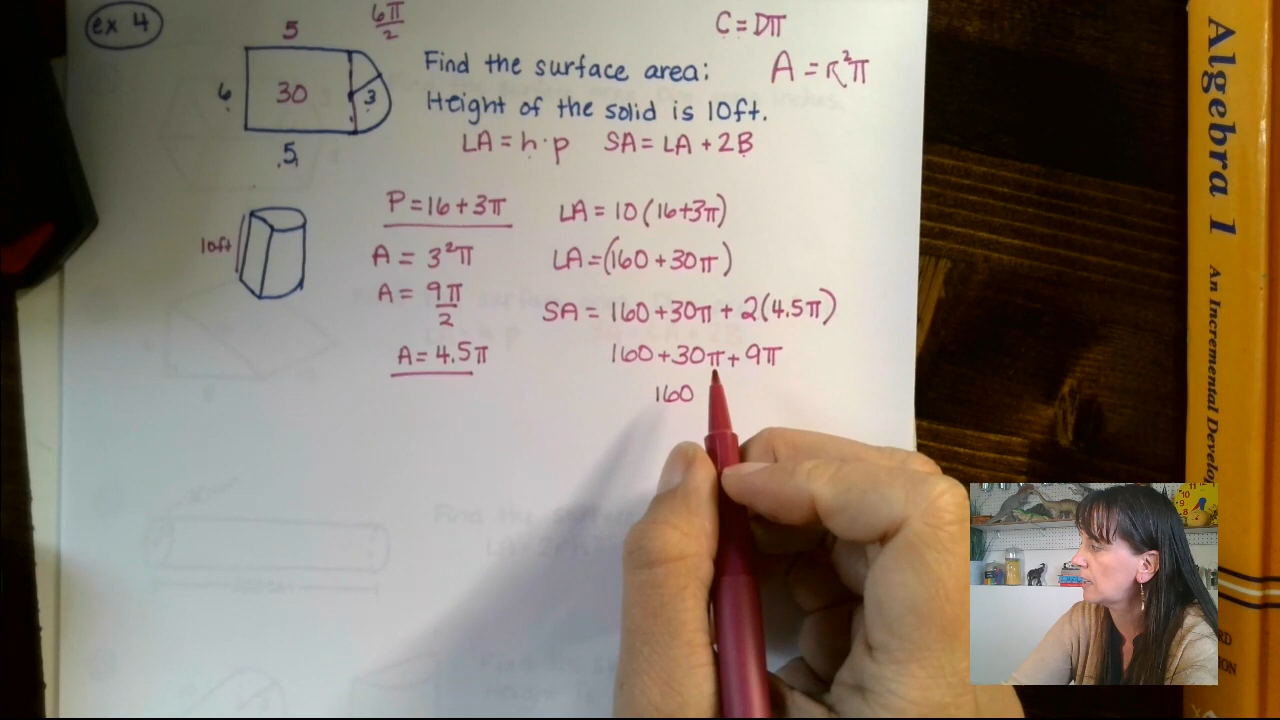 ex 4
5
6π
2
C = Dπ
6
30
3
5
Find the surface area:
A = r²π
Height of the solid is 10ft.
LA = h·p
SA = LA + 2B
10ft
P = 16 + 3π
A = 3²π
A = 9π
2
A = 4.5π
LA = 10(16+3π)
LA = (160 + 30π)
SA = 160 + 30π + 2(4.5π)
160 + 30π + 9π
160
Algebra 1
An Incremental Develop